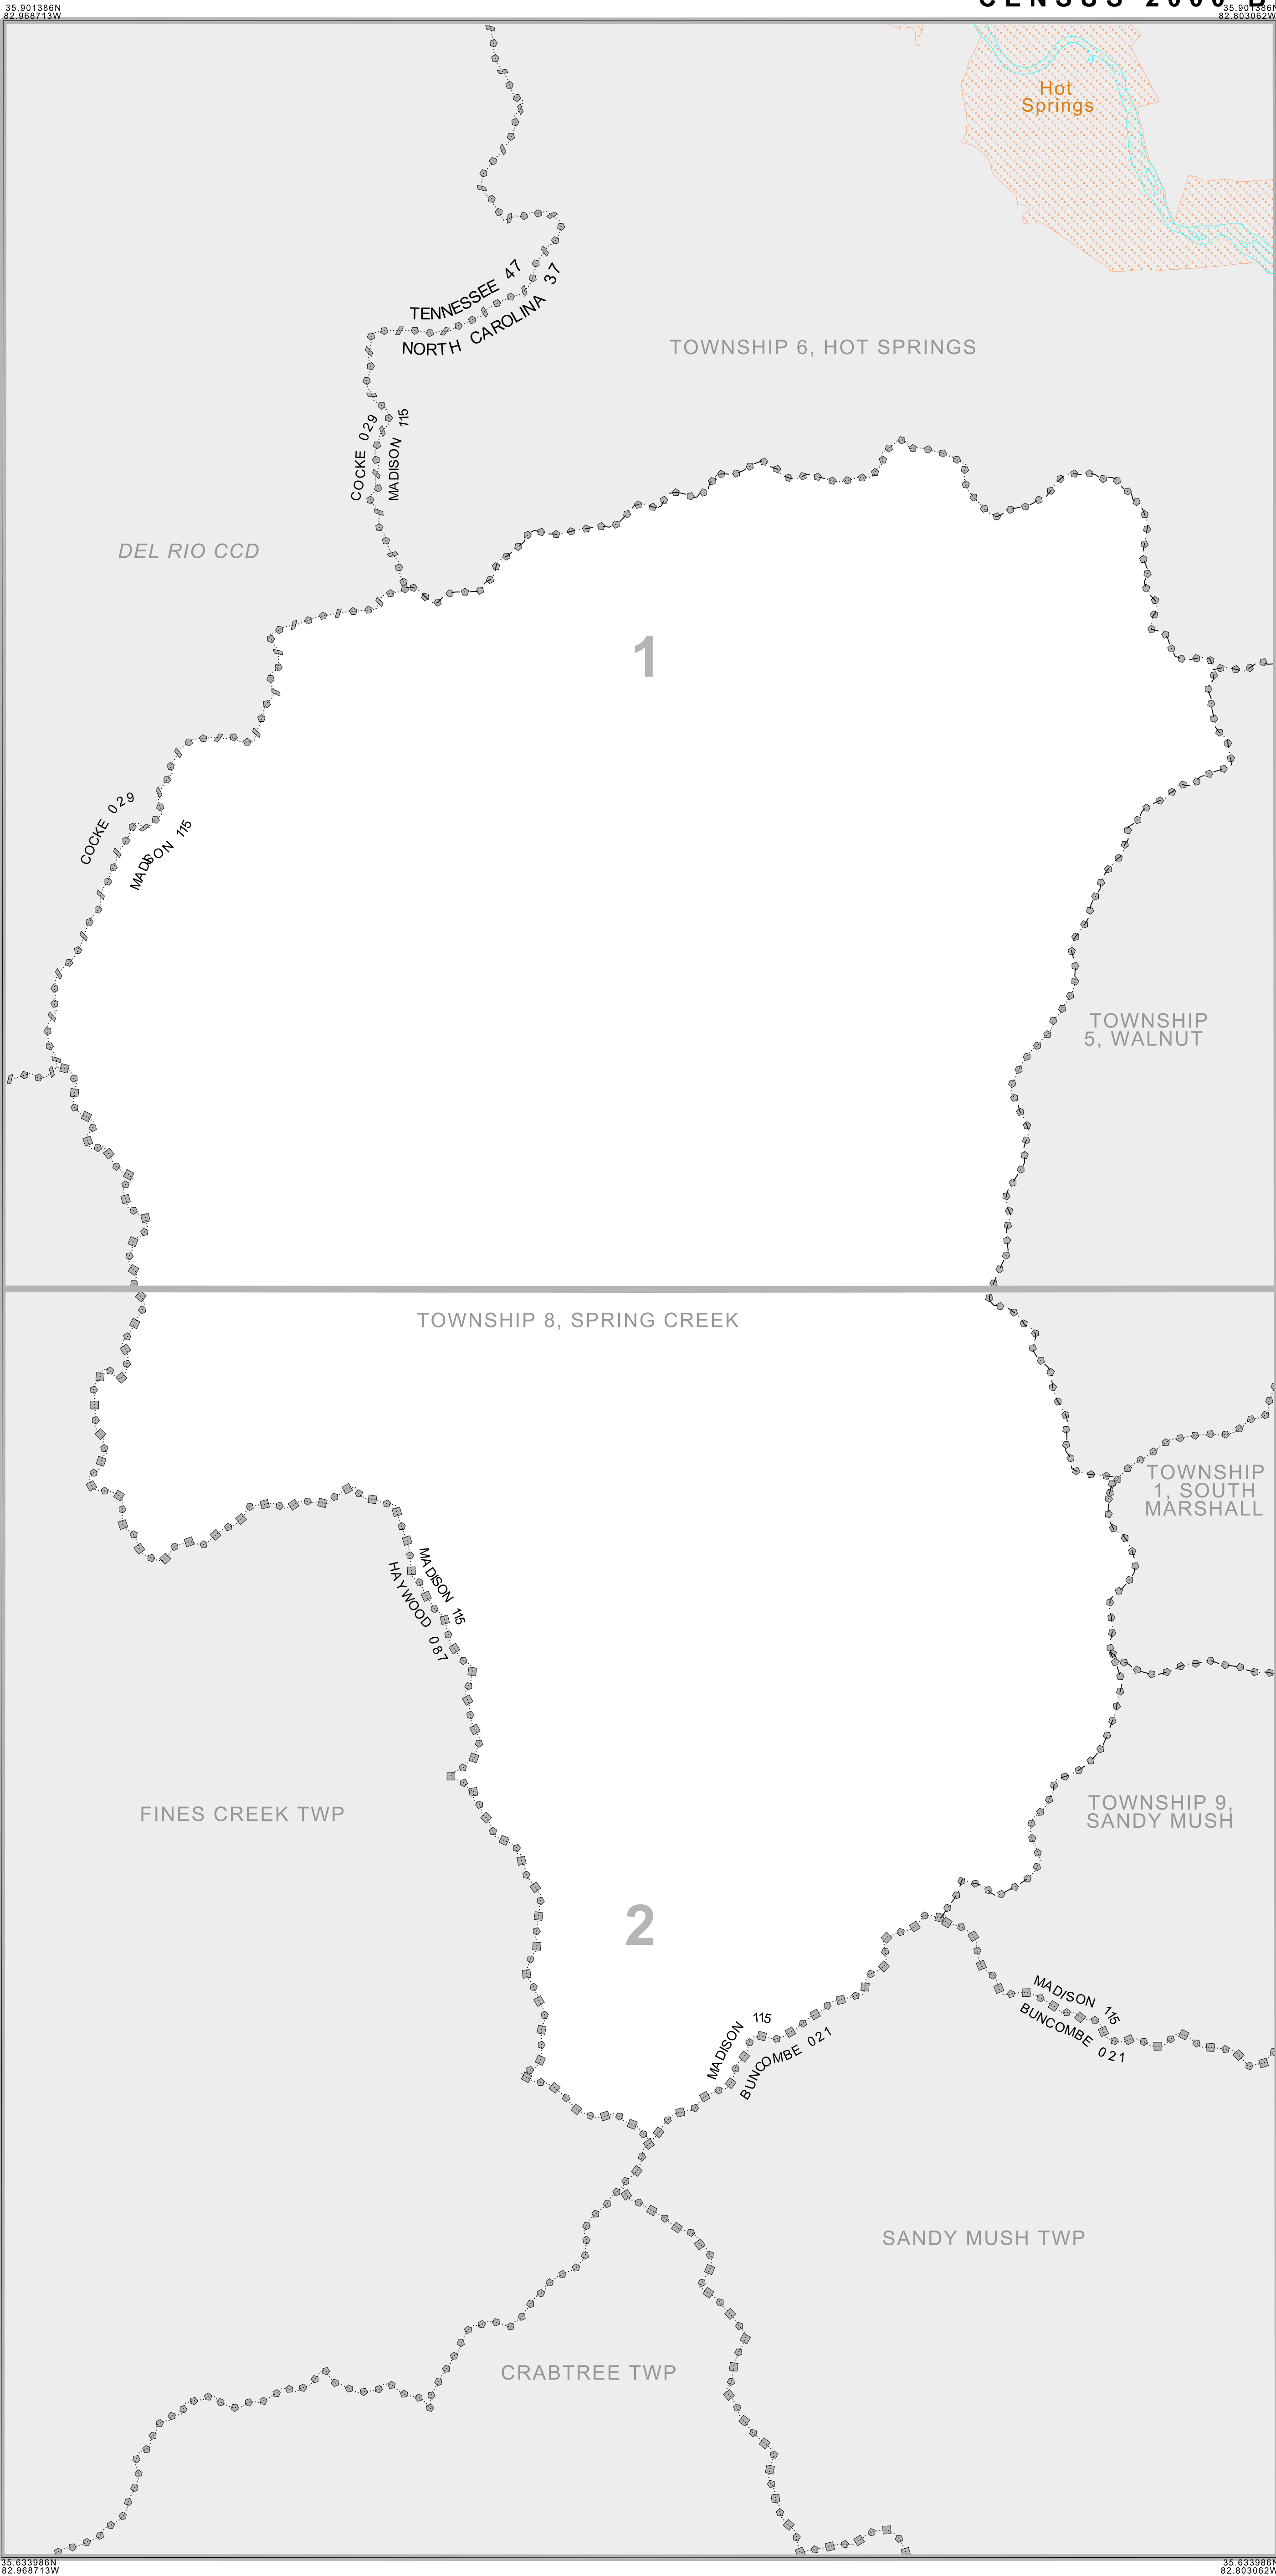 CENSUS 2000 B
35.901386N
82.968713W
35.901386N
82.803062W
Hot
Springs
TENNESSEE 47
NORTH CAROLINA 37
TOWNSHIP 6, HOT SPRINGS
COCKE 029
MADISON 115
DEL RIO CCD
1
COCKE 029
MADISON 115
TOWNSHIP
5, WALNUT
TOWNSHIP 8, SPRING CREEK
TOWNSHIP
1, SOUTH
MARSHALL
MADISON 115
HAYWOOD 087
FINES CREEK TWP
TOWNSHIP 9,
SANDY MUSH
2
MADISON 115
BUNCOMBE 021
MADISON 115
BUNCOMBE 021
SANDY MUSH TWP
CRABTREE TWP
35.633986N
82.968713W
35.633986N
82.803062W